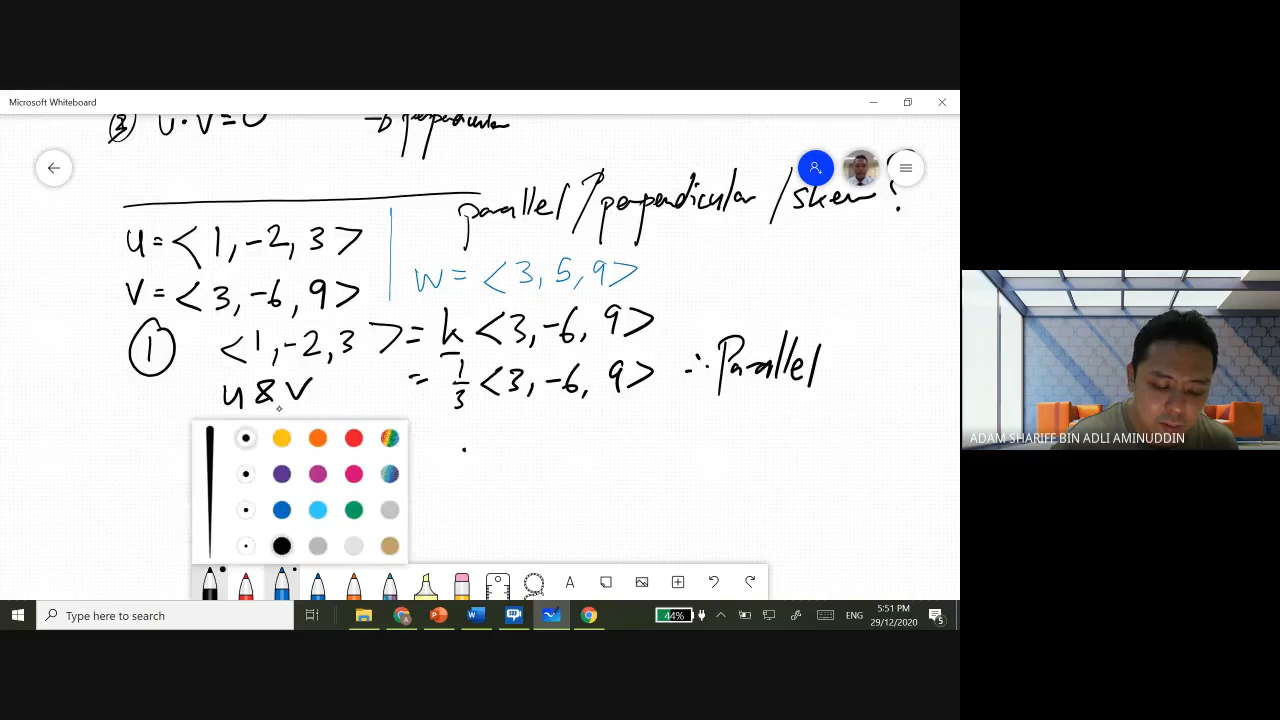 Microsoft Whiteboard
② u · v = 0 → perpendicular
parallel / perpendicular / skew ?
u = < 1, -2, 3 >
v = < 3, -6, 9 >
w = < 3, 5, 9 >
① < 1, -2, 3 > = k < 3, -6, 9 >
u & v = 1/3 < 3, -6, 9 > ∴ Parallel
ADAM SHARIFF BIN ADLI AMINUDDIN
A
Type here to search
44%
ENG
5:51 PM
29/12/2020
5